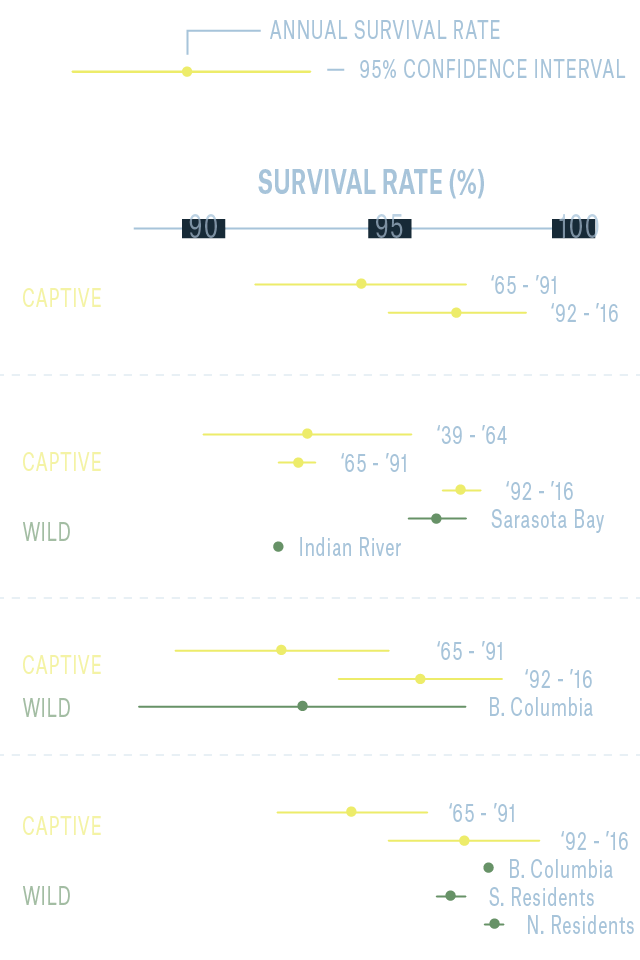 ANNUAL SURVIVAL RATE
95% CONFIDENCE INTERVAL
SURVIVAL RATE (%)
90 95 100
CAPTIVE
‘65 - ’91
‘92 - ’16
‘39 - ’64
CAPTIVE
‘65 - ’91
‘92 - ’16
WILD
Sarasota Bay
Indian River
CAPTIVE
‘65 - ’91
‘92 - ’16
WILD
B. Columbia
CAPTIVE
‘65 - ’91
‘92 - ’16
B. Columbia
WILD
S. Residents
N. Residents